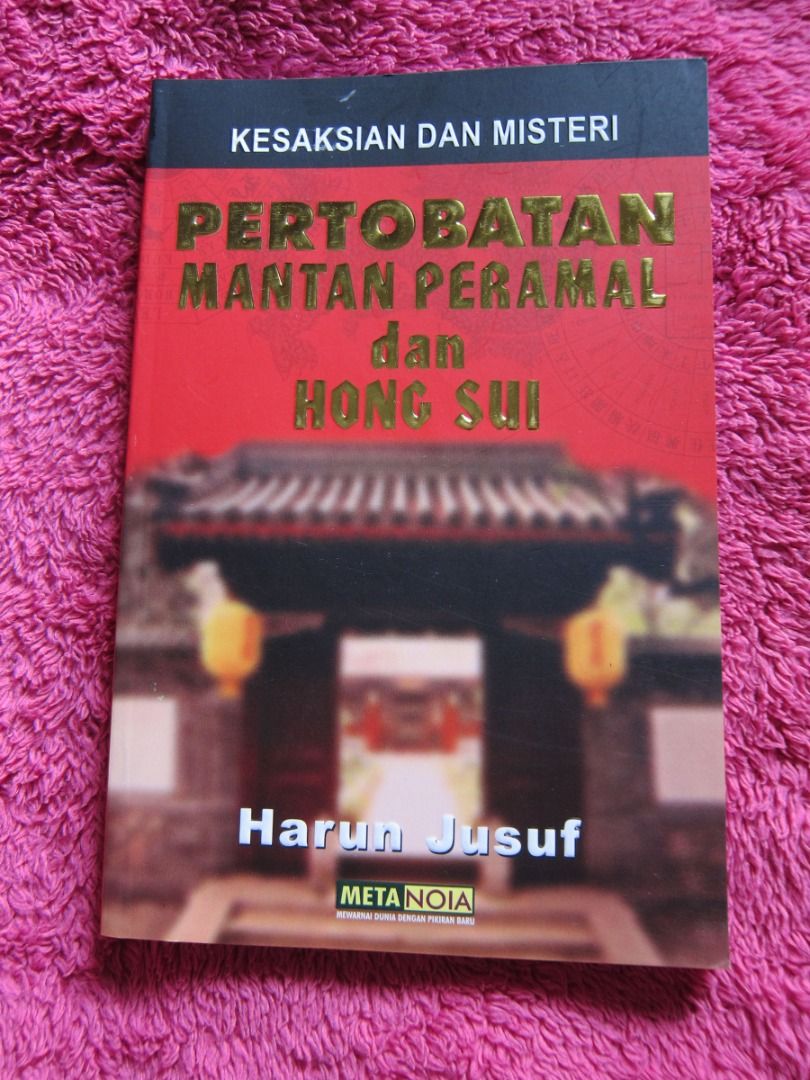 KESAKSIAN DAN MISTERI
PERTOBATAN
MANTAN PERAMAL
dan
HONG SUI
Harun Jusuf
METANOIA
MEWARNAI DUNIA DENGAN PIKIRAN BARU